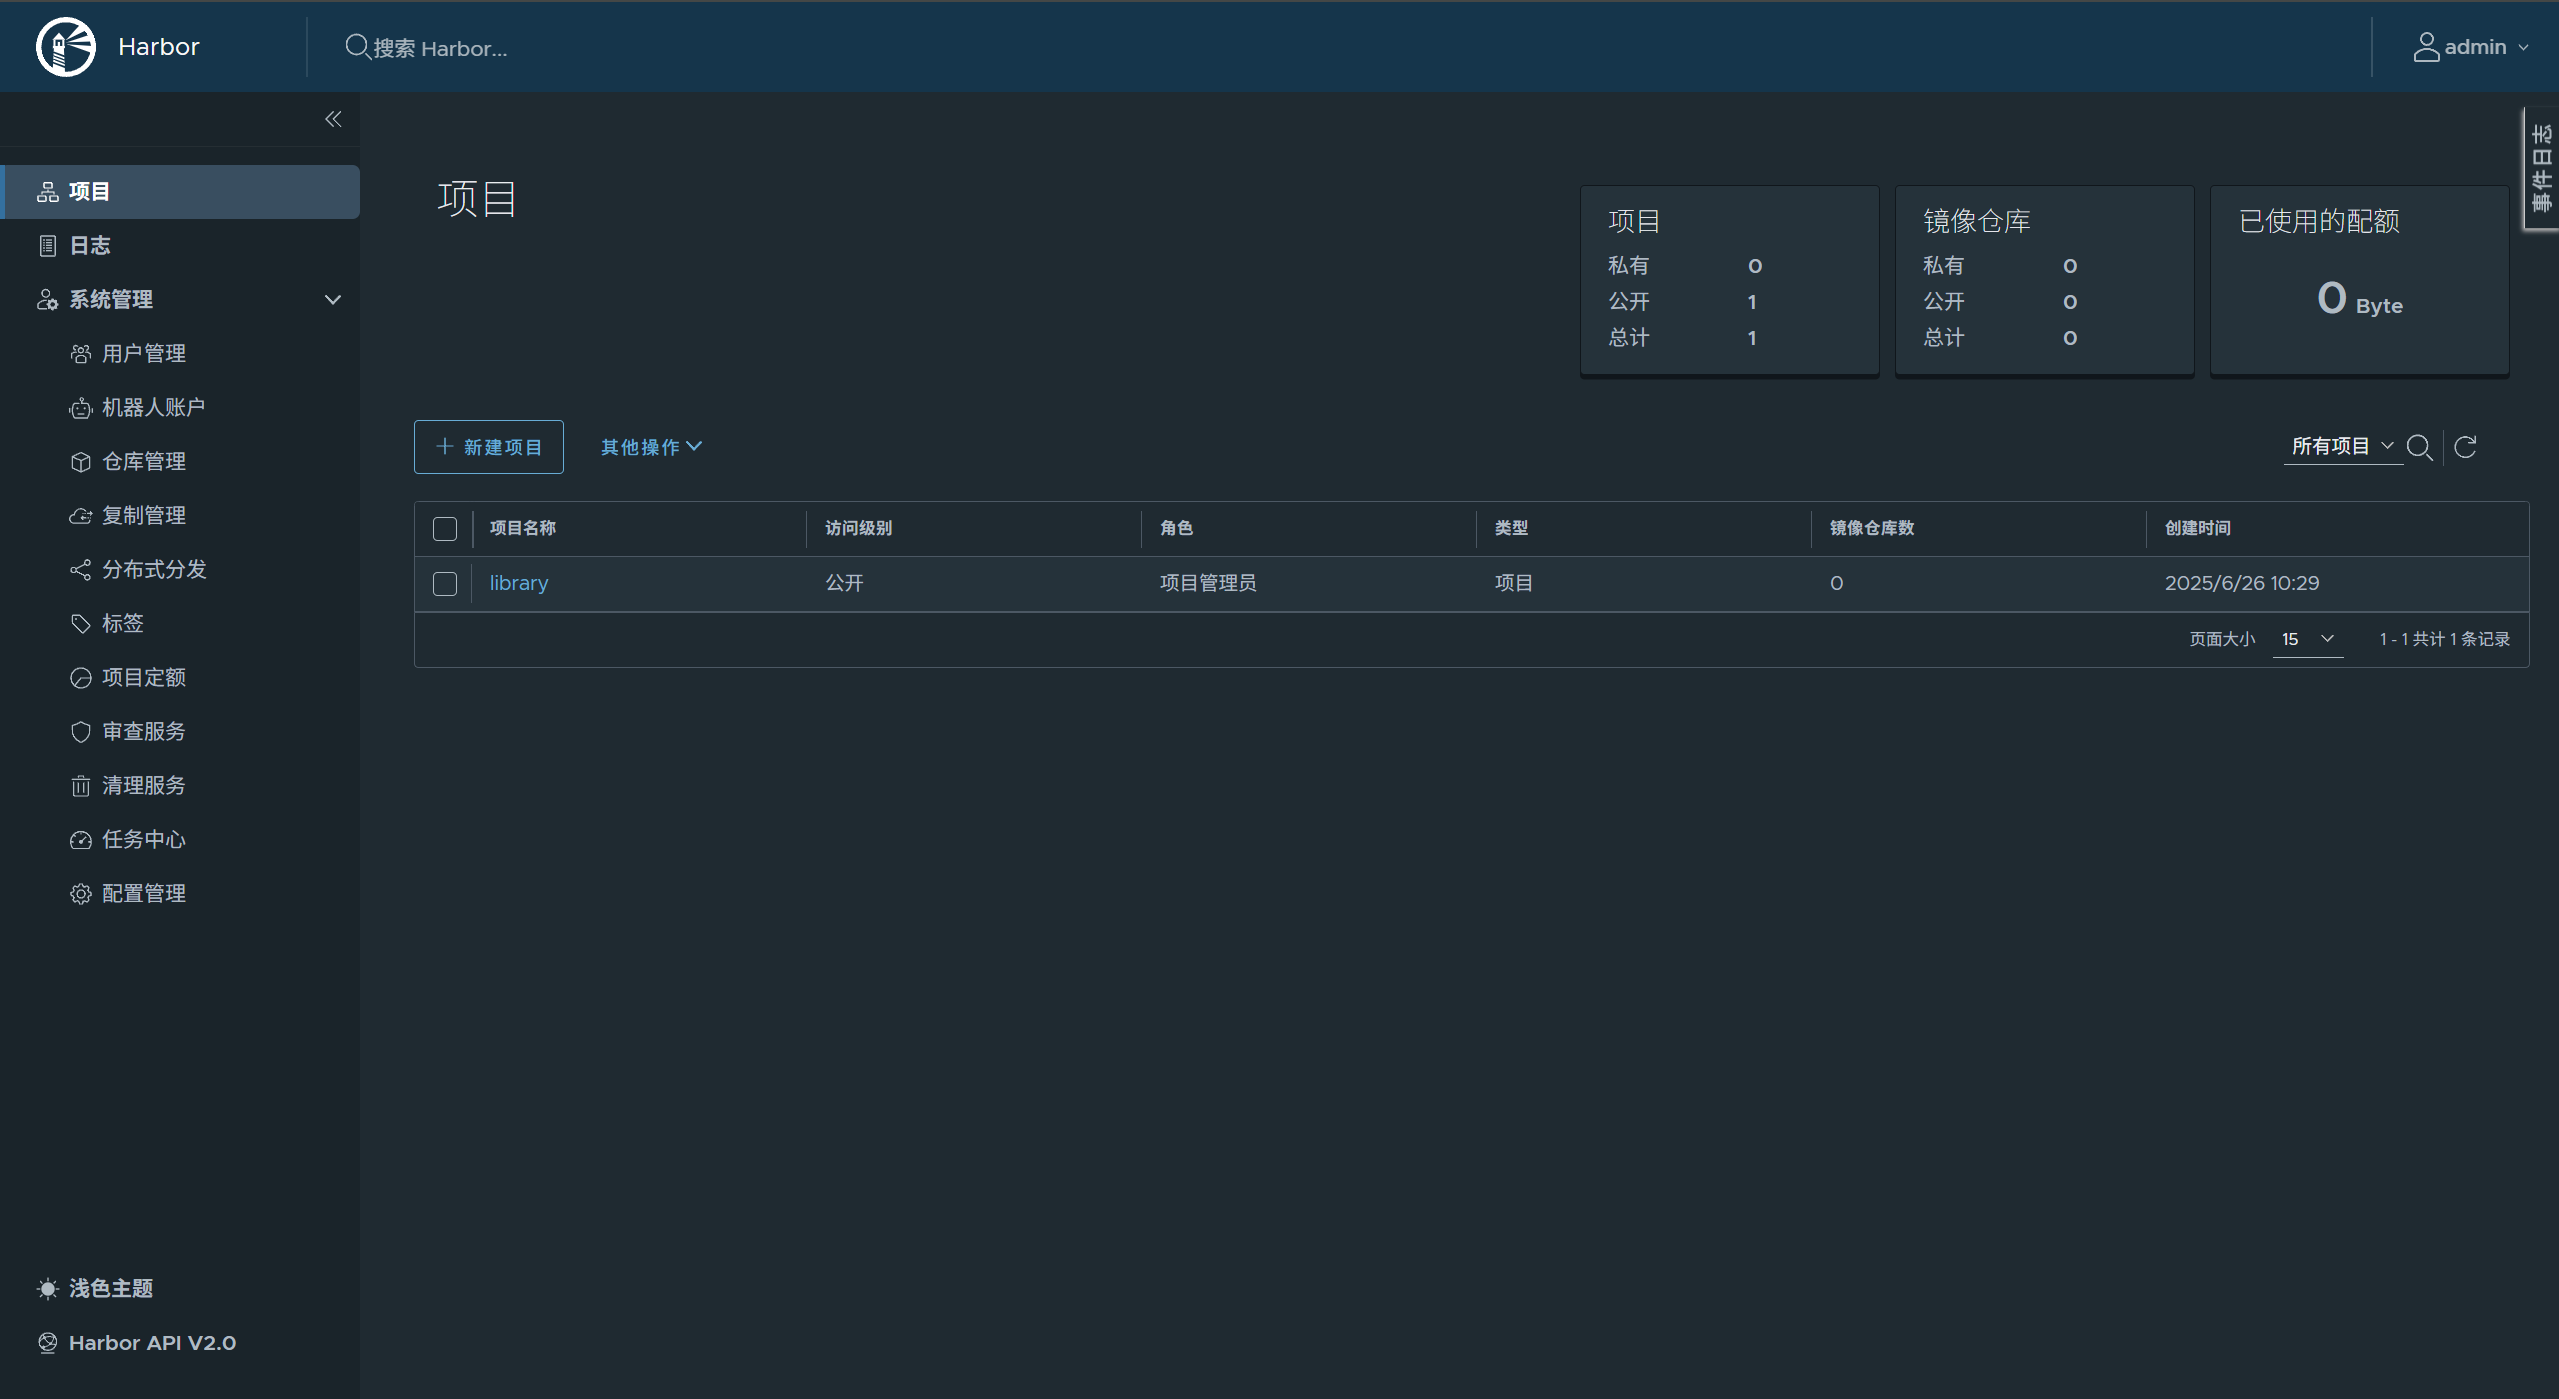 Harbor
搜索 Harbor...
admin
事件日志
项目
日志
系统管理
用户管理
机器人账户
仓库管理
复制管理
分布式分发
标签
项目定额
审查服务
清理服务
任务中心
配置管理
浅色主题
Harbor API V2.0
项目
项目
私有 0
公开 1
总计 1
镜像仓库
私有 0
公开 0
总计 0
已使用的配额
0 Byte
新建项目 其他操作 所有项目
项目名称 访问级别 角色 类型 镜像仓库数 创建时间
library 公开 项目管理员 项目 0 2025/6/26 10:29
页面大小 15 1 - 1 共计 1 条记录